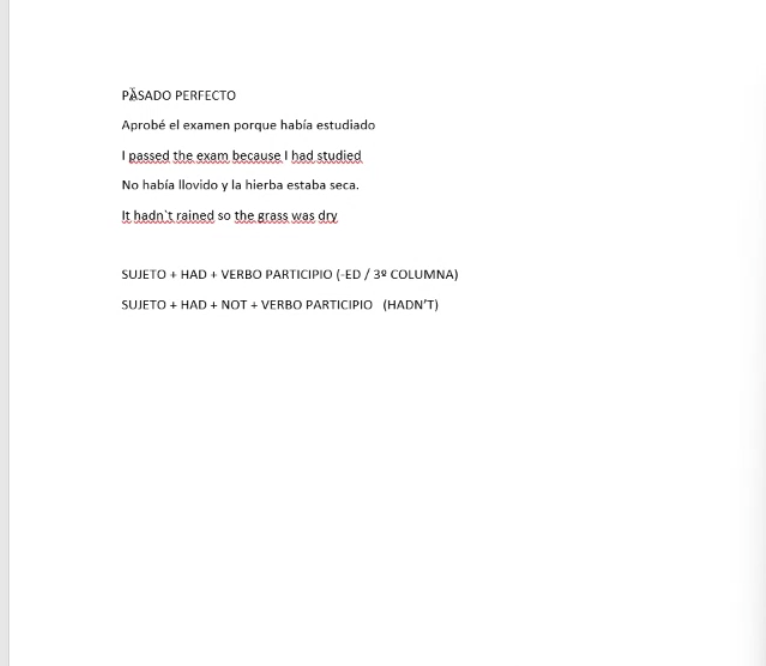 PASADO PERFECTO
Aprobé el examen porque había estudiado
I passed the exam because I had studied
No había llovido y la hierba estaba seca.
It hadn`t rained so the grass was dry
SUJETO + HAD + VERBO PARTICIPIO (-ED / 3º COLUMNA)
SUJETO + HAD + NOT + VERBO PARTICIPIO (HADN’T)